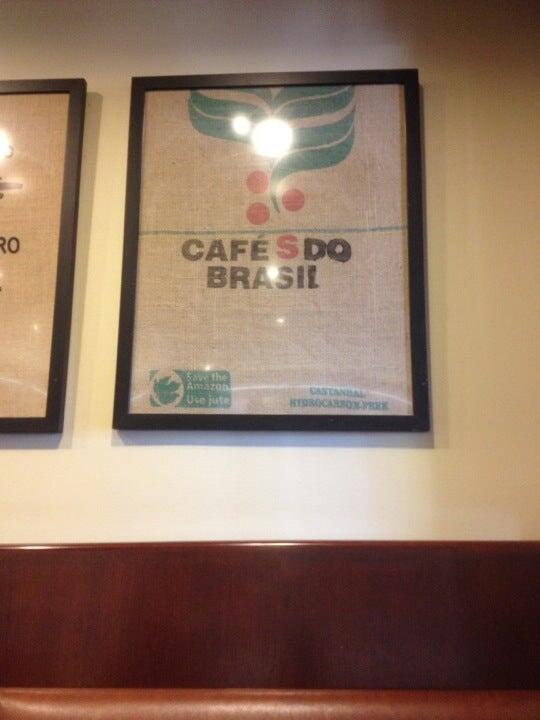 RO
CAFÉ S DO
BRASIL
Save the
Amazon
Use jute
CASTANHAL
HYDROCARBON-FREE